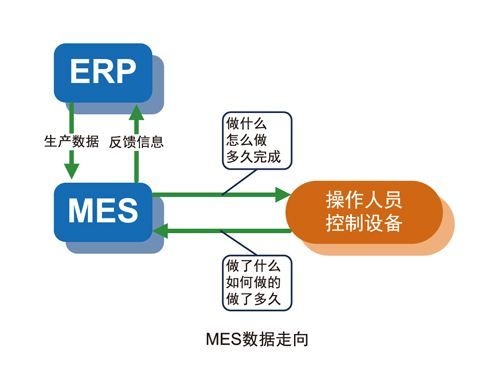 ERP
生产数据 反馈信息
做什么
怎么做
多久完成
MES
操作人员
控制设备
做了什么
如何做的
做了多久
MES数据走向